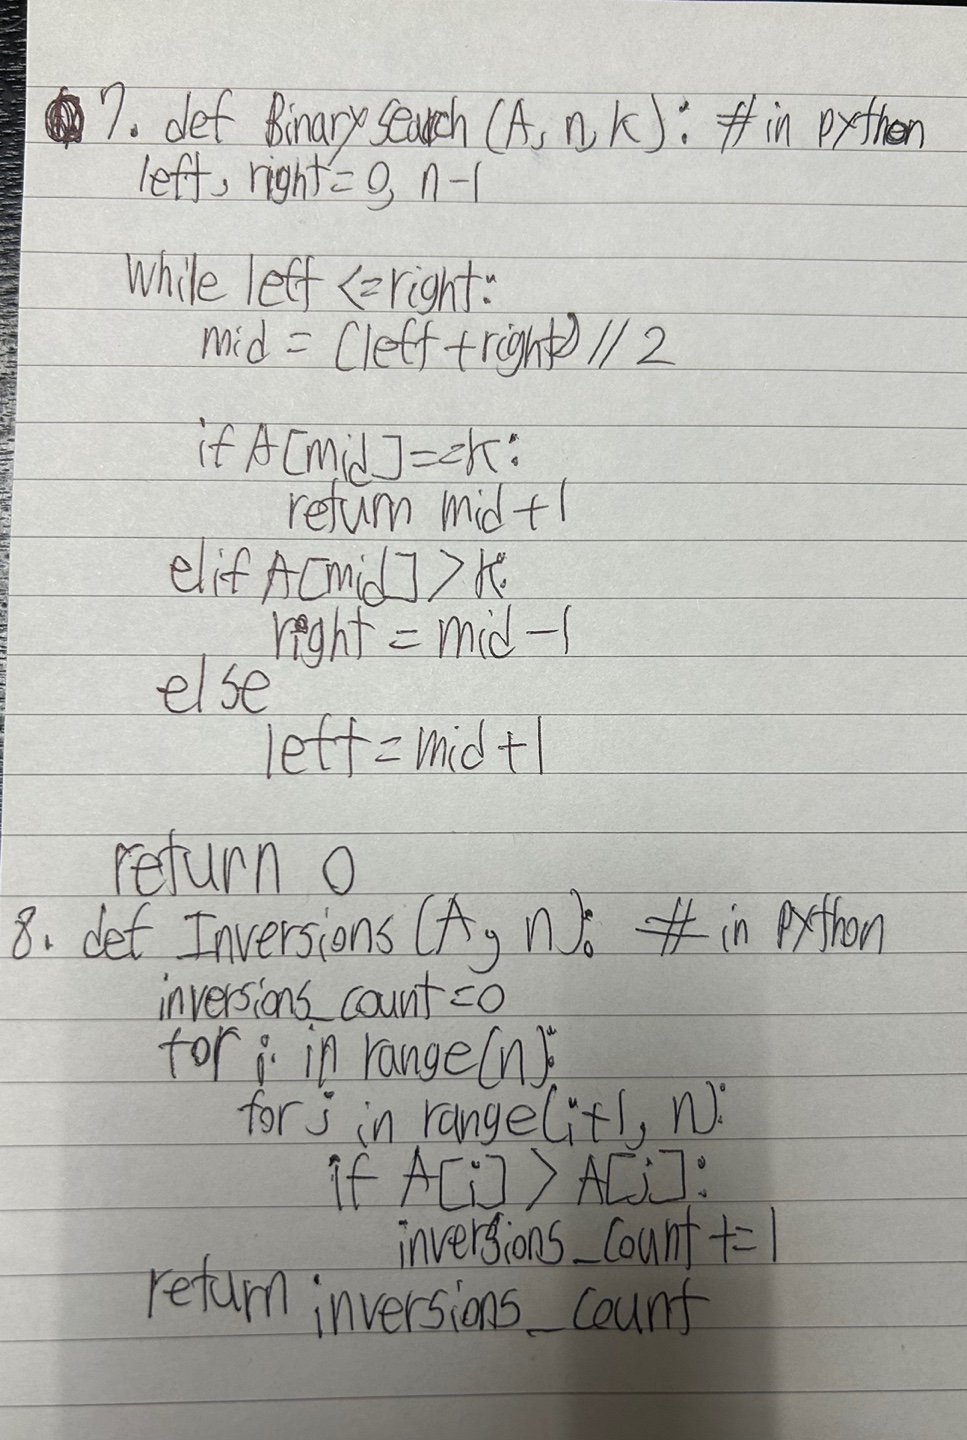 7. def BinarySearch (A, n, k): # in python
left, right = 0, n-1
While left <= right:
mid = (left + right) // 2
if A[mid] == k:
return mid + 1
elif A[mid] > k:
right = mid - 1
else
left = mid + 1
return 0
8. def Inversions (A, n): # in python
inversions_count = 0
for i in range(n):
for j in range(i+1, n):
if A[i] > A[j]:
inversions_count += 1
return inversions_count